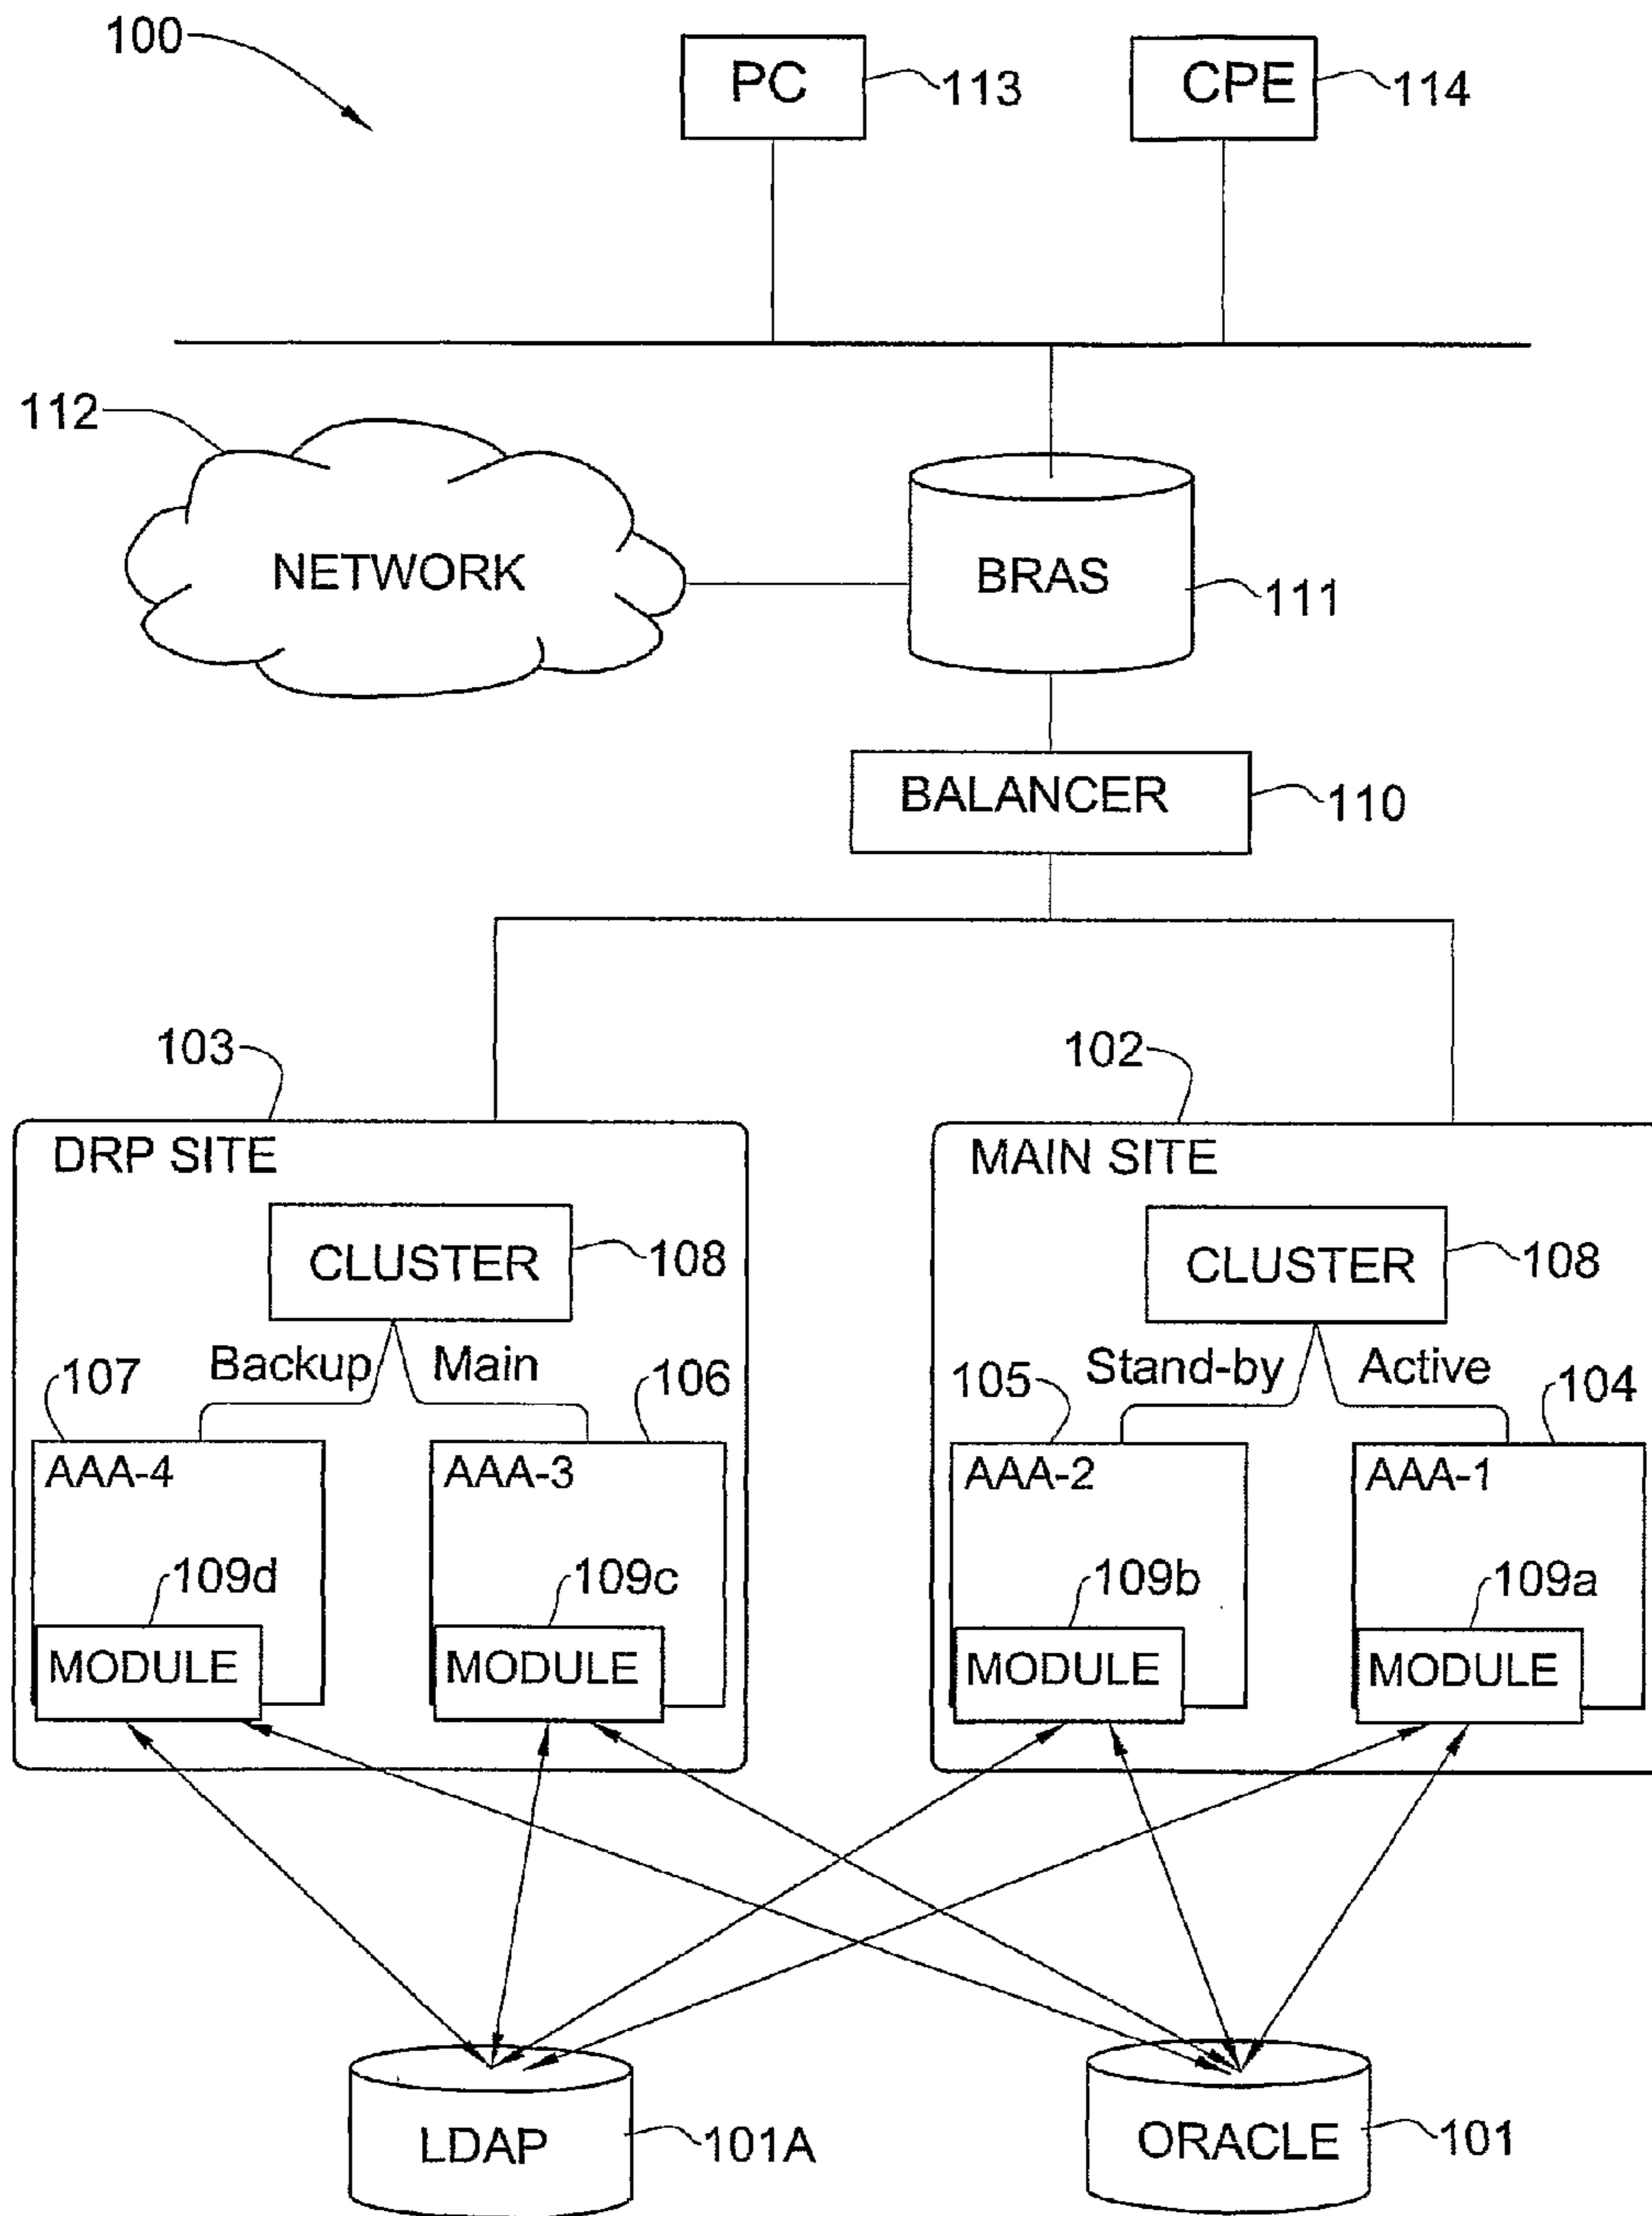 100
PC
113
CPE
114
112
NETWORK
BRAS
111
BALANCER
110
103
102
DRP SITE
MAIN SITE
CLUSTER
108
CLUSTER
108
107
Backup
Main
106
105
Stand-by
Active
104
AAA-4
AAA-3
AAA-2
AAA-1
109d
109c
109b
109a
MODULE
MODULE
MODULE
MODULE
LDAP
101A
ORACLE
101